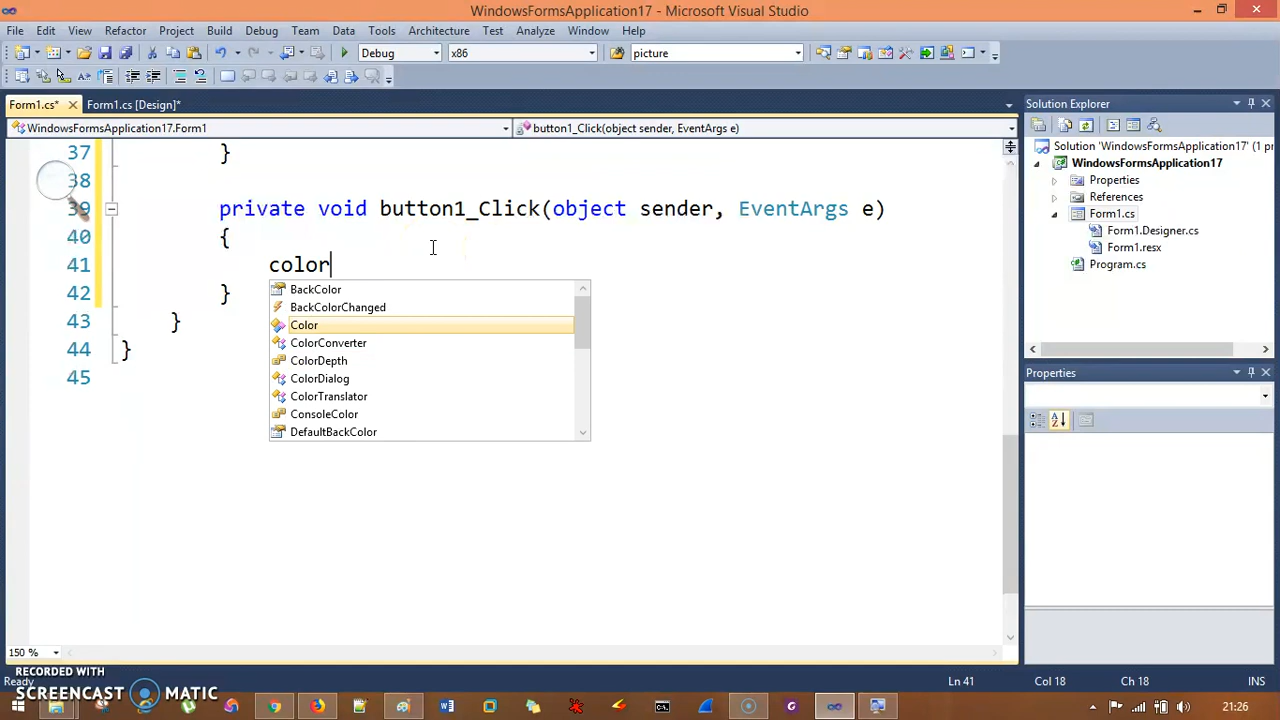 WindowsFormsApplication17 - Microsoft Visual Studio
File Edit View Refactor Project Build Debug Team Data Tools Architecture Test Analyze Window Help
Debug x86 picture
Form1.cs* Form1.cs [Design]*
WindowsFormsApplication17.Form1 button1_Click(object sender, EventArgs e)
37 }
38
39 private void button1_Click(object sender, EventArgs e)
40 {
41 color
42 }
43 }
44 }
45
BackColor
BackColorChanged
Color
ColorConverter
ColorDepth
ColorDialog
ColorTranslator
ConsoleColor
DefaultBackColor
Solution Explorer
Solution 'WindowsFormsApplication17' (1 pr
WindowsFormsApplication17
Properties
References
Form1.cs
Form1.Designer.cs
Form1.resx
Program.cs
Properties
150 %
Ready Ln 41 Col 18 Ch 18 INS
RECORDED WITH
SCREENCAST MATIC
21:26